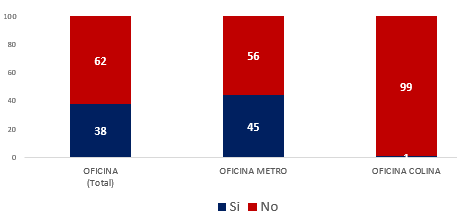 100
80
60
40
20
0
62
38
56
45
99
1
OFICINA
(Total)
OFICINA METRO
OFICINA COLINA
Si No